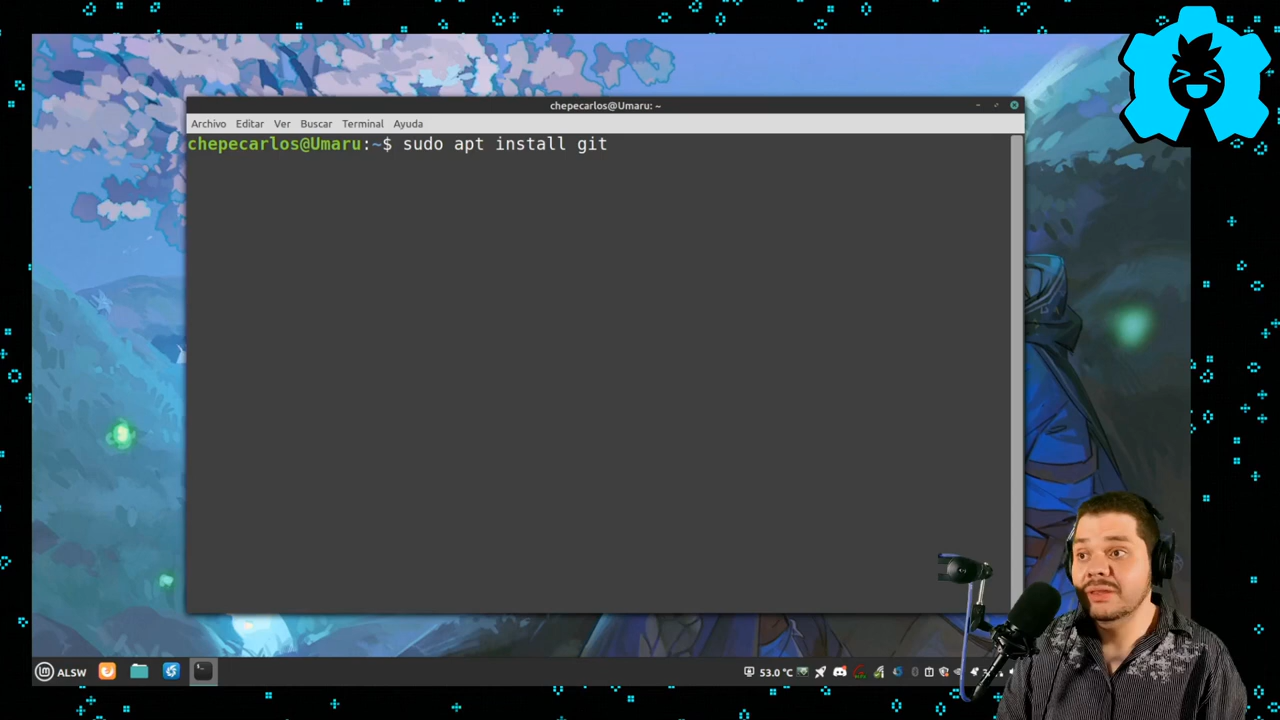 chepecarlos@Umaru: ~
Archivo Editar Ver Buscar Terminal Ayuda
chepecarlos@Umaru:~$ sudo apt install git
ALSW
53.0 °C